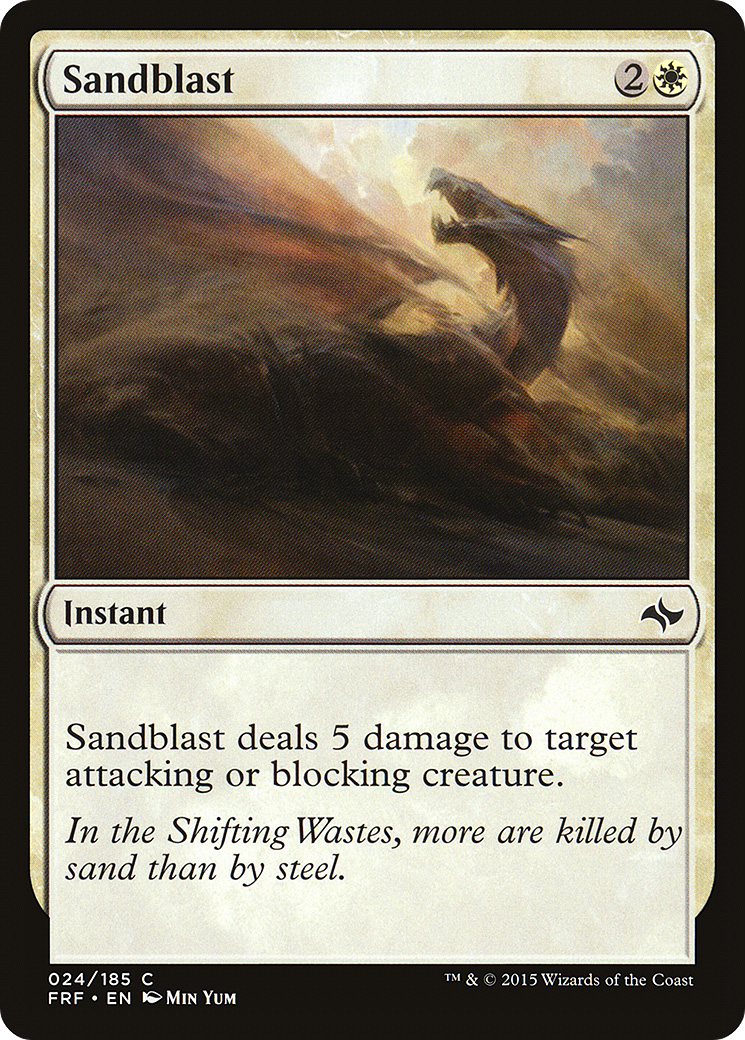 Sandblast 2
Instant
Sandblast deals 5 damage to target
attacking or blocking creature.
In the Shifting Wastes, more are killed by
sand than by steel.
024/185 C
FRF • EN Min Yum
™ & © 2015 Wizards of the Coast